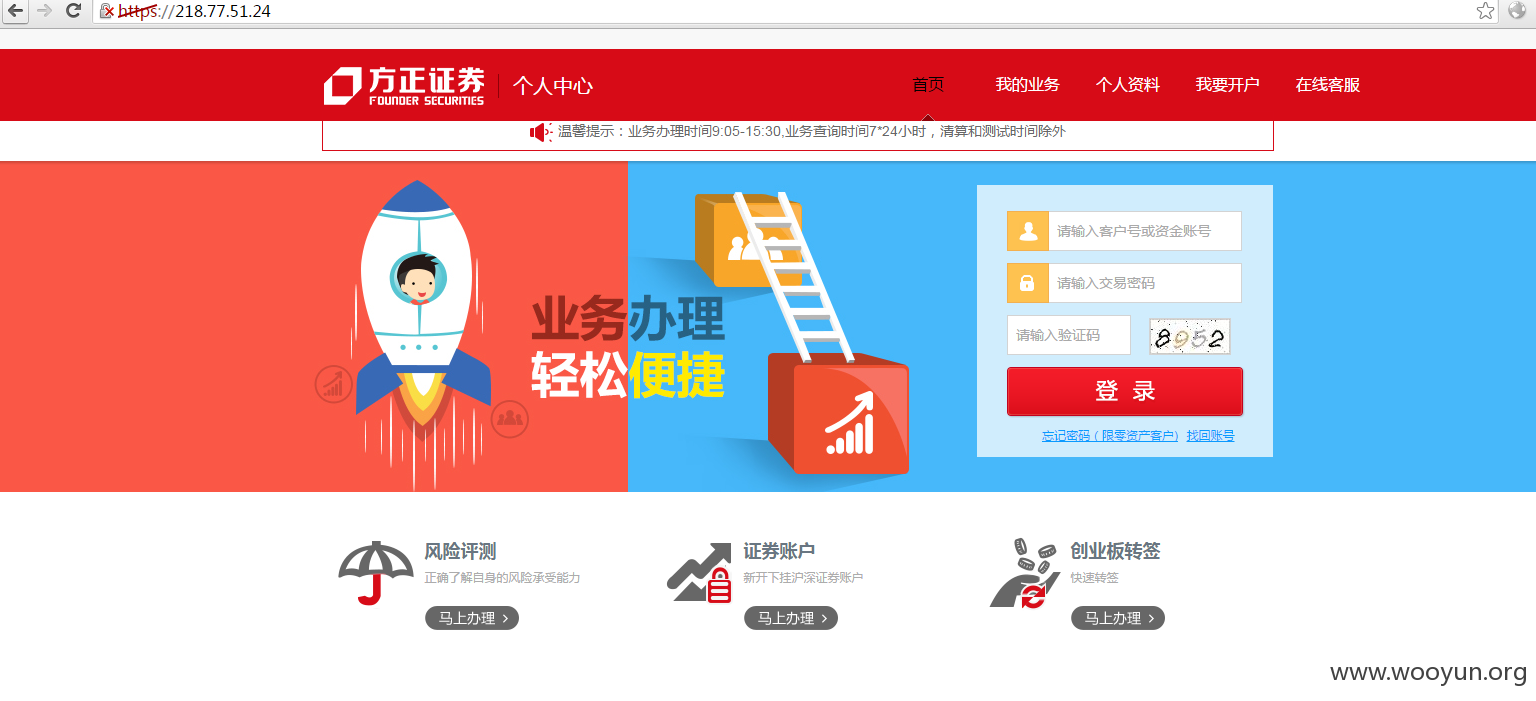 https://218.77.51.24
方正证券 个人中心 首页 我的业务 个人资料 我要开户 在线客服
FOUNDER SECURITIES
温馨提示：业务办理时间9:05-15:30,业务查询时间7*24小时，清算和测试时间除外
业务办理
轻松便捷
请输入客户号或资金账号
请输入交易密码
请输入验证码 8952
登 录
忘记密码（限零资产客户） 找回账号
风险评测
正确了解自身的风险承受能力
马上办理 >
证券账户
新开下挂沪深证券账户
马上办理 >
创业板转签
快速转签
马上办理 >
www.wooyun.org